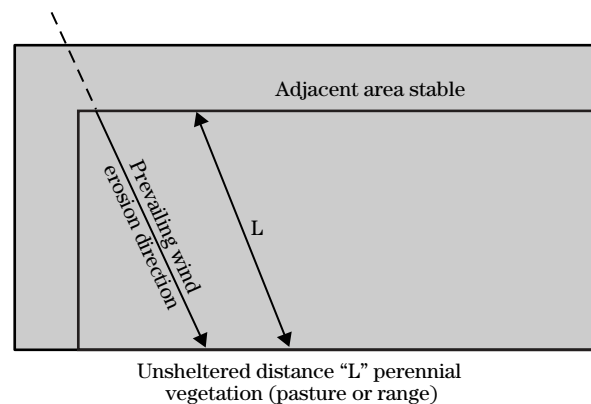 Adjacent area stable
Prevailing wind
erosion direction
L
Unsheltered distance “L” perennial
vegetation (pasture or range)